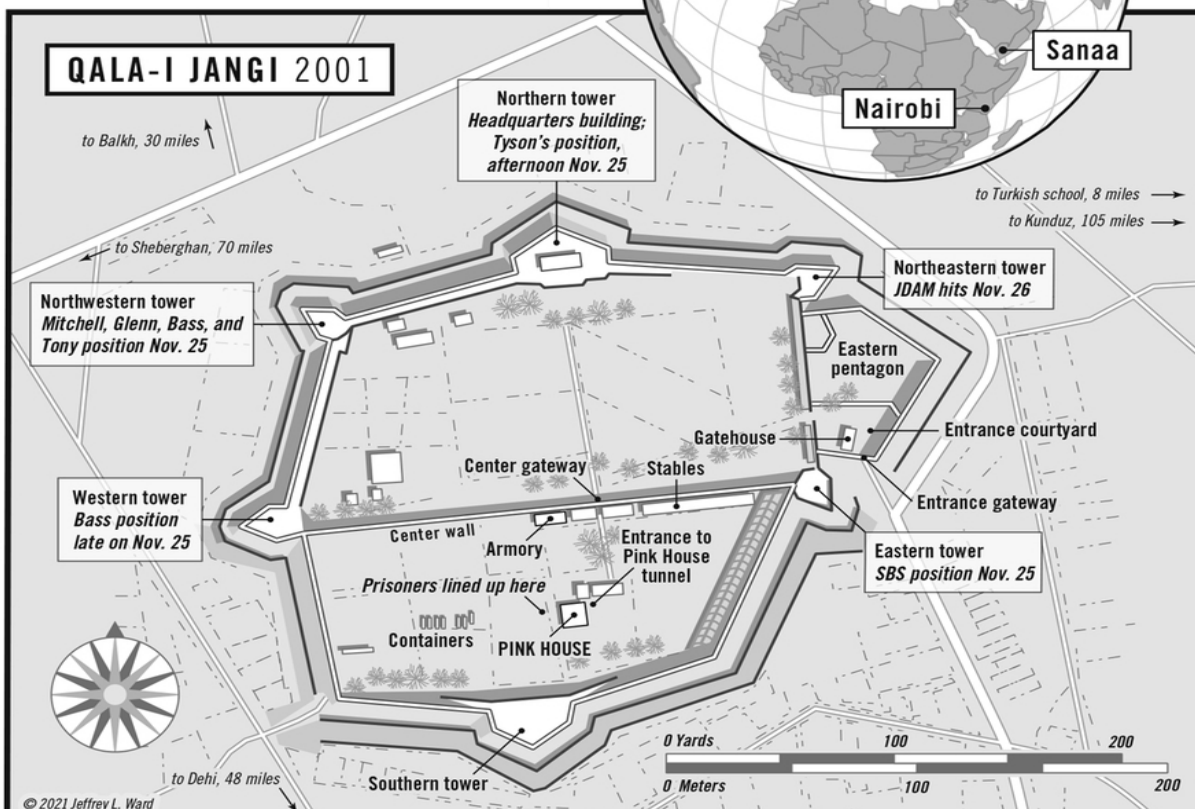 QALA-I JANGI 2001
Sanaa
Nairobi
to Balkh, 30 miles
Northern tower
Headquarters building;
Tyson's position,
afternoon Nov. 25
to Turkish school, 8 miles
to Kunduz, 105 miles
to Sheberghan, 70 miles
Northwestern tower
Mitchell, Glenn, Bass, and
Tony position Nov. 25
Northeastern tower
JDAM hits Nov. 26
Eastern
pentagon
Gatehouse
Entrance courtyard
Center gateway
Stables
Entrance gateway
Western tower
Bass position
late on Nov. 25
Center wall
Armory
Entrance to
Pink House
tunnel
Eastern tower
SBS position Nov. 25
Prisoners lined up here
Containers
PINK HOUSE
0 Yards 100 200
0 Meters 100 200
to Dehi, 48 miles
Southern tower
© 2021 Jeffrey L. Ward